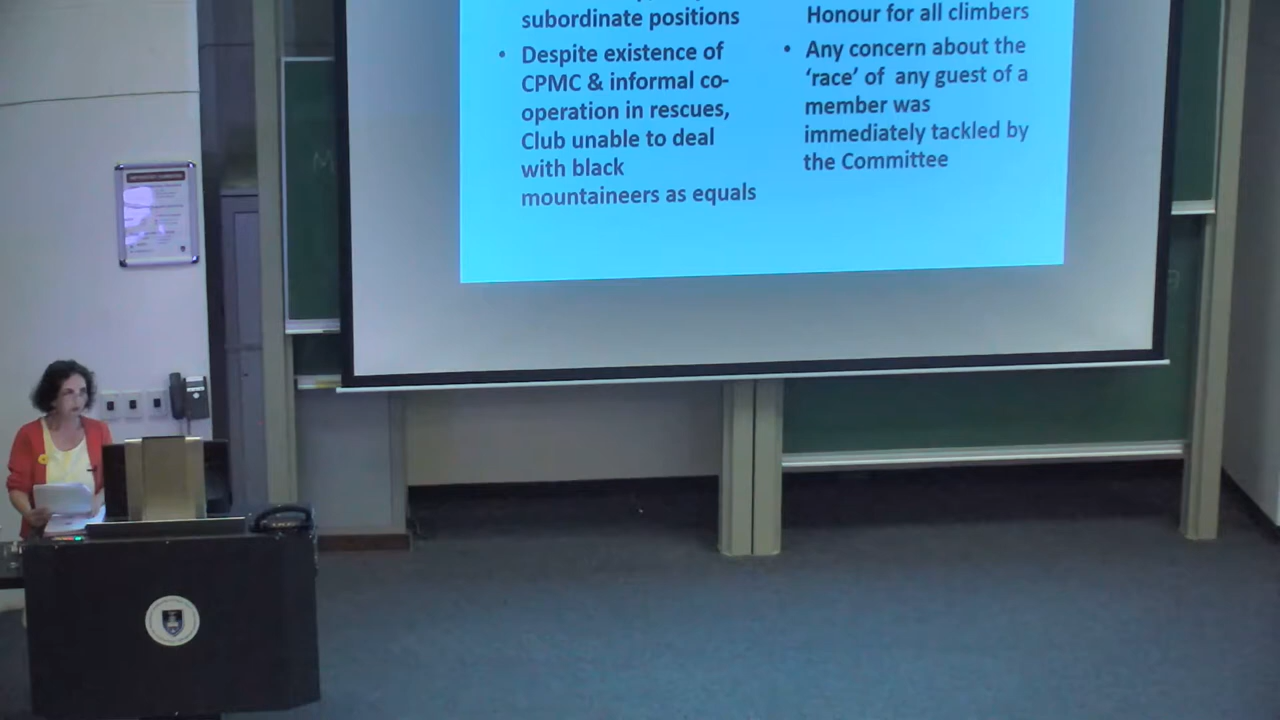 subordinate positions
• Despite existence of
CPMC & informal co-
operation in rescues,
Club unable to deal
with black
mountaineers as equals
Honour for all climbers
• Any concern about the
‘race’ of any guest of a
member was
immediately tackled by
the Committee